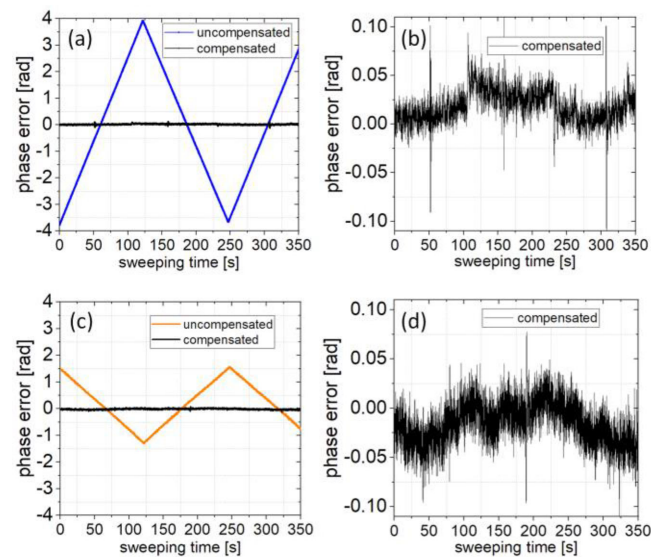 (a)
uncompensated
compensated
phase error [rad]
4
3
2
1
0
-1
-2
-3
-4
0 50 100 150 200 250 300 350
sweeping time [s]
(b)
compensated
phase error [rad]
0.10
0.05
0.00
-0.05
-0.10
0 50 100 150 200 250 300 350
sweeping time [s]
(c)
uncompensated
compensated
phase error [rad]
4
3
2
1
0
-1
-2
-3
-4
0 50 100 150 200 250 300 350
sweeping time [s]
(d)
compensated
phase error [rad]
0.10
0.05
0.00
-0.05
-0.10
0 50 100 150 200 250 300 350
sweeping time [s]